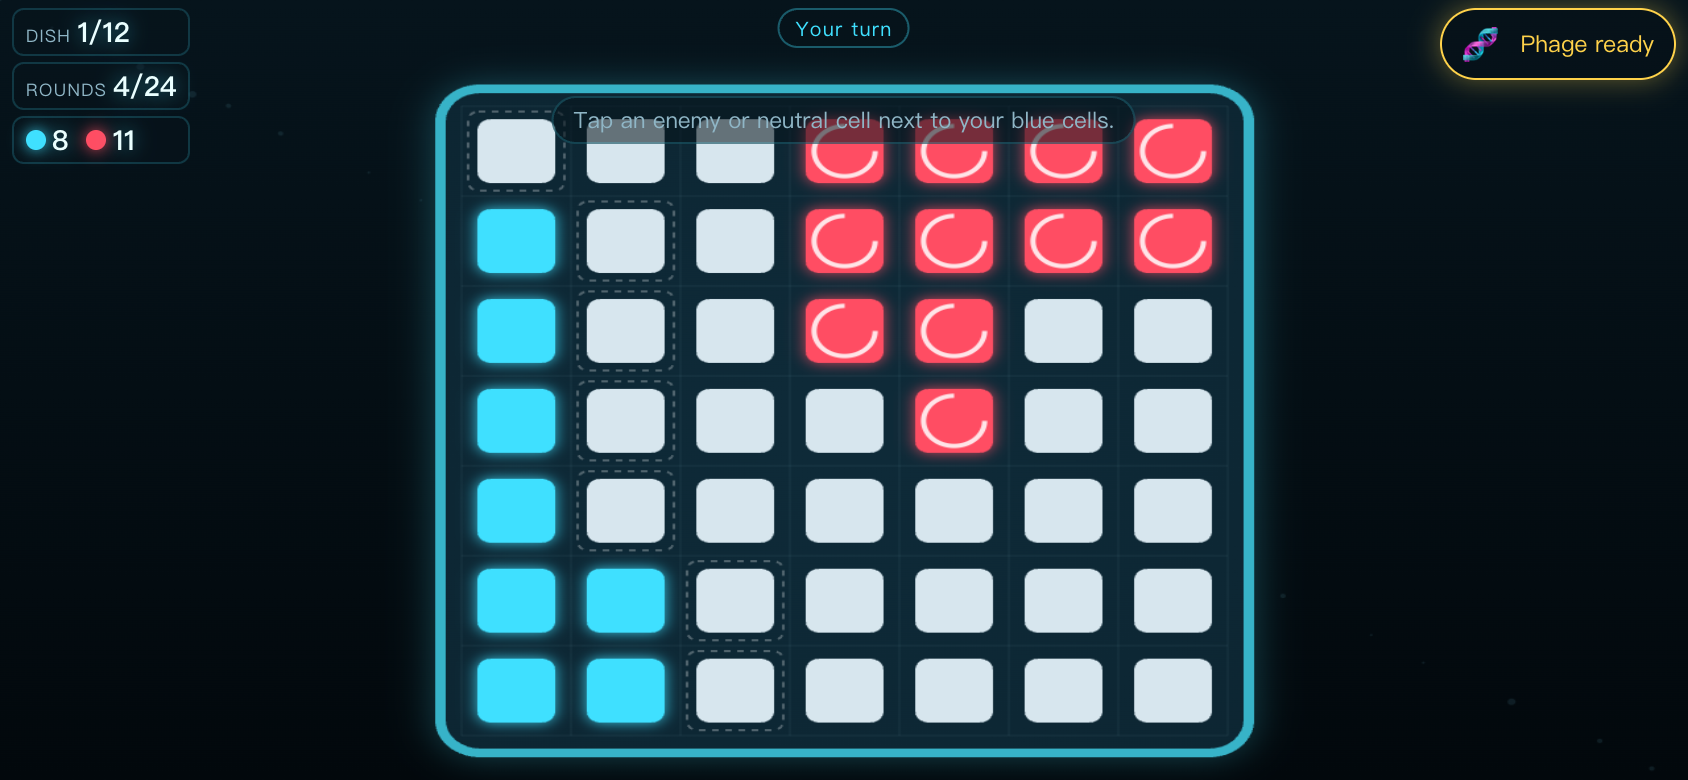 DISH 1/12
ROUNDS 4/24
8 11
Your turn
Phage ready
Tap an enemy or neutral cell next to your blue cells.